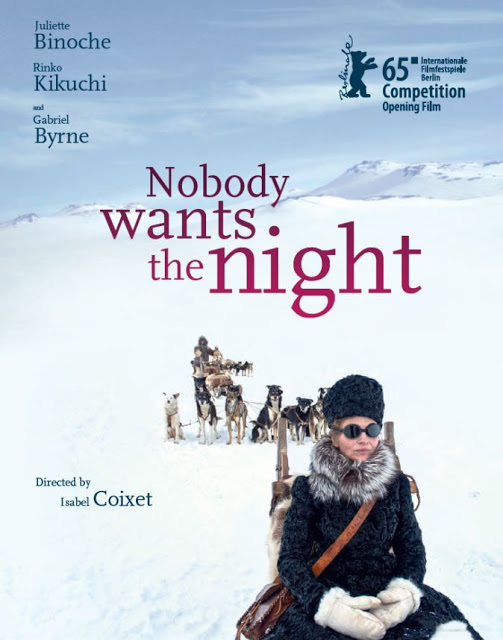 Juliette
Binoche
Rinko
Kikuchi
and
Gabriel
Byrne
Berlinale
65
Internationale
Filmfestspiele
Berlin
Competition
Opening Film
Nobody
wants
the night
Directed by
Isabel Coixet